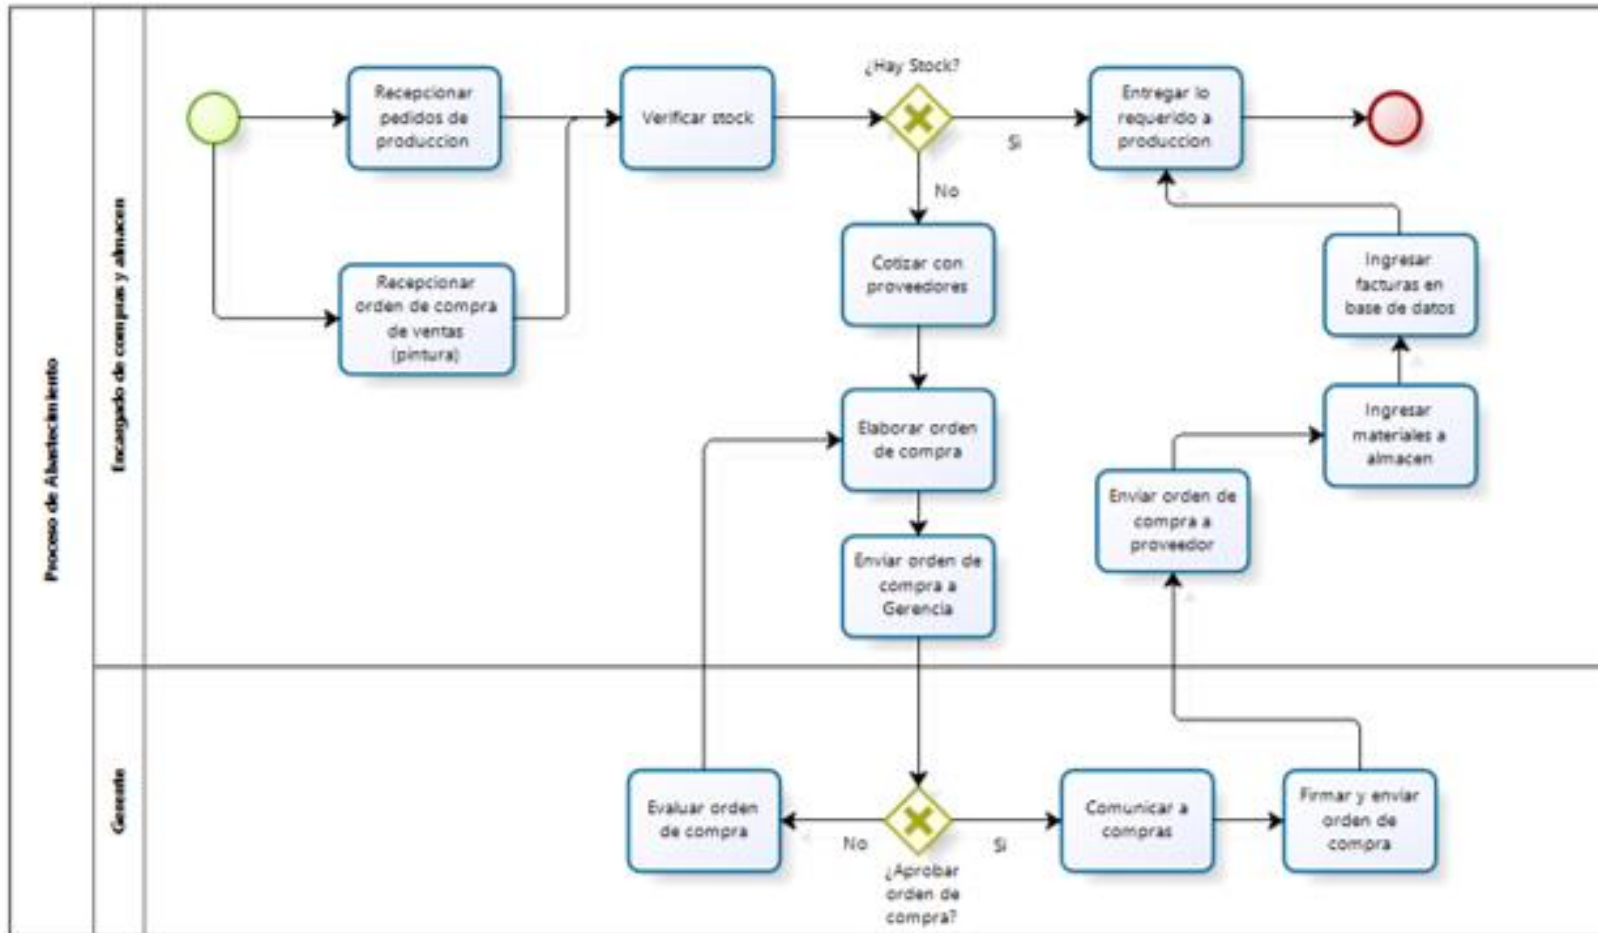 Proceso de Abastecimiento
Encargado de compras y almacen
Recepcionar
pedidos de
produccion
Verificar stock
¿Hay Stock?
Si
No
Entregar lo
requerido a
produccion
Recepcionar
orden de compra
de ventas
(pintura)
Cotizar con
proveedores
Ingresar
facturas en
base de datos
Elaborar orden
de compra
Ingresar
materiales a
almacen
Enviar orden de
compra a
proveedor
Enviar orden de
compra a
Gerencia
Gerente
Evaluar orden
de compra
No
¿Aprobar
orden de
compra?
Si
Comunicar a
compras
Firmar y enviar
orden de
compra